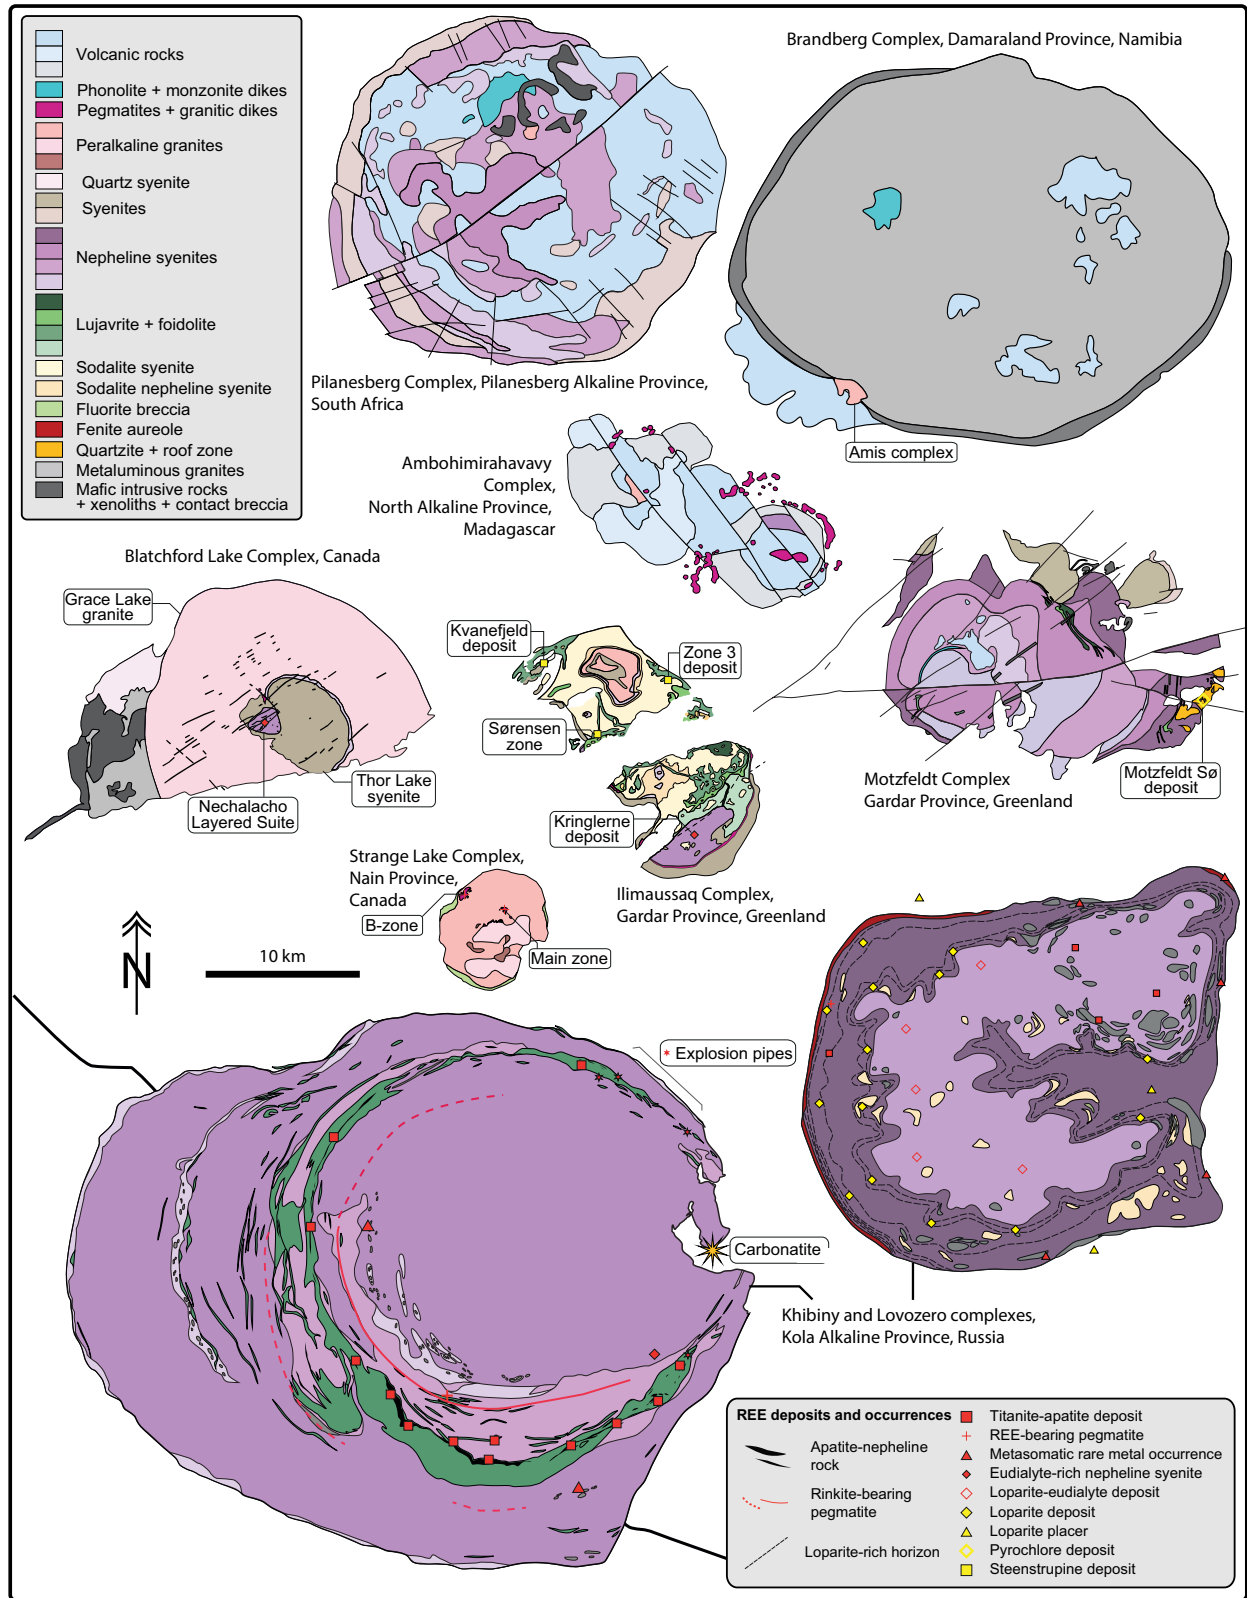 Volcanic rocks
Phonolite + monzonite dikes
Pegmatites + granitic dikes
Peralkaline granites
Quartz syenite
Syenites
Nepheline syenites
Lujavrite + foidolite
Sodalite syenite
Sodalite nepheline syenite
Fluorite breccia
Fenite aureole
Quartzite + roof zone
Metaluminous granites
Mafic intrusive rocks
+ xenoliths + contact breccia
Pilanesberg Complex, Pilanesberg Alkaline Province,
South Africa
Brandberg Complex, Damaraland Province, Namibia
Amis complex
Ambohimirahavavy
Complex,
North Alkaline Province,
Madagascar
Blatchford Lake Complex, Canada
Grace Lake
granite
Thor Lake
syenite
Nechalacho
Layered Suite
Kvanefjeld
deposit
Zone 3
deposit
Sørensen
zone
Kringlerne
deposit
Ilimaussaq Complex,
Gardar Province, Greenland
Motzfeldt Complex
Gardar Province, Greenland
Motzfeldt Sø
deposit
Strange Lake Complex,
Nain Province,
Canada
B-zone
Main zone
N
10 km
Explosion pipes
Carbonatite
Khibiny and Lovozero complexes,
Kola Alkaline Province, Russia
REE deposits and occurrences
Apatite-nepheline
rock
Rinkite-bearing
pegmatite
Loparite-rich horizon
Titanite-apatite deposit
REE-bearing pegmatite
Metasomatic rare metal occurrence
Eudialyte-rich nepheline syenite
Loparite-eudialyte deposit
Loparite deposit
Loparite placer
Pyrochlore deposit
Steenstrupine deposit